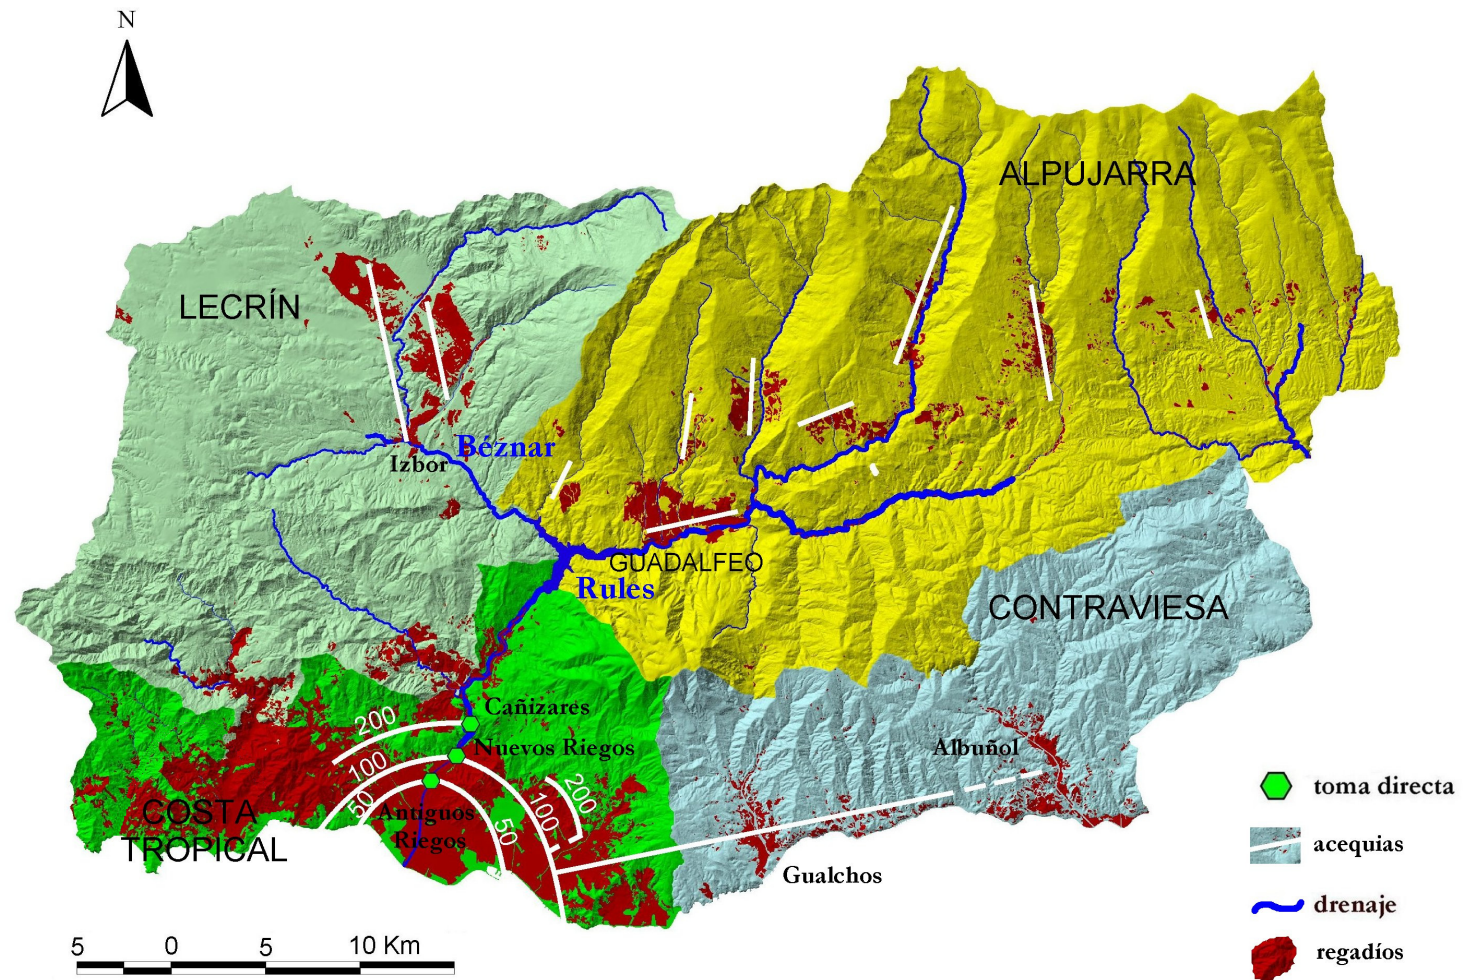 N
ALPUJARRA
LECRÍN
Béznar
Izbor
GUADALFEO
Rules
CONTRAVIESA
Cañizares
200
Nuevos Riegos
Albuñol
100
200
50
100
COSTA
TROPICAL
Antiguos
Riegos
50
Gualchos
toma directa
acequias
drenaje
regadíos
5 0 5 10 Km